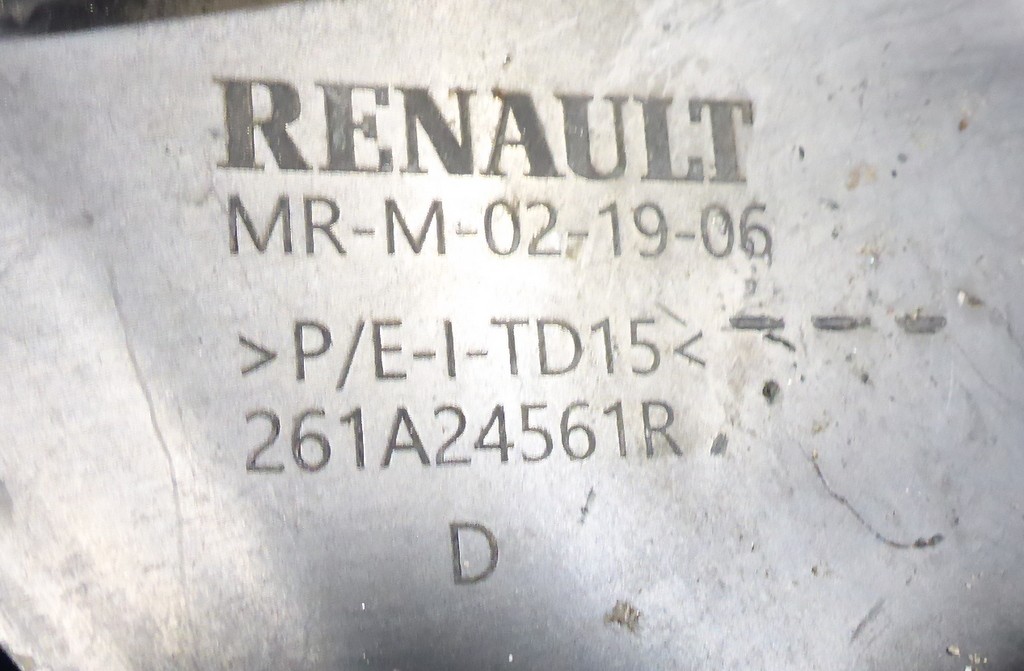 RENAULT
MR-M-02-19-06
>P/E-I-TD15<
261A24561R
D